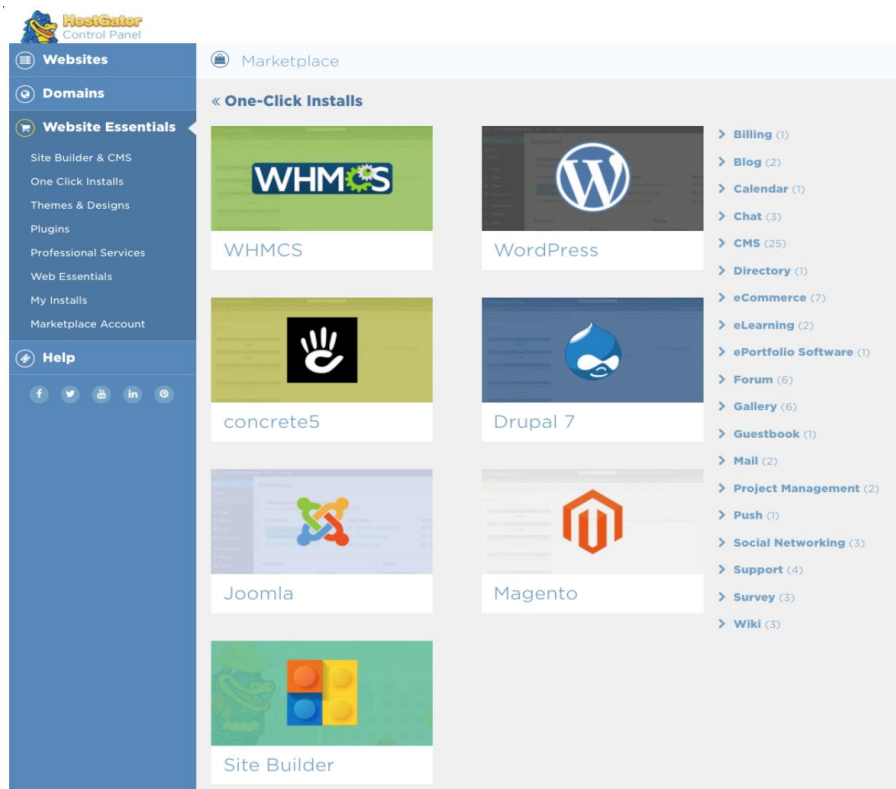 HostGator
Control Panel
Websites
Domains
Website Essentials
Site Builder & CMS
One Click Installs
Themes & Designs
Plugins
Professional Services
Web Essentials
My Installs
Marketplace Account
Help
Marketplace
« One-Click Installs
WHMCS
WHMCS
WordPress
concrete5
Drupal 7
Joomla
Magento
Site Builder
Billing (1)
Blog (2)
Calendar (1)
Chat (3)
CMS (25)
Directory (1)
eCommerce (7)
eLearning (2)
ePortfolio Software (1)
Forum (6)
Gallery (6)
Guestbook (1)
Mail (2)
Project Management (2)
Push (1)
Social Networking (3)
Support (4)
Survey (3)
Wiki (3)